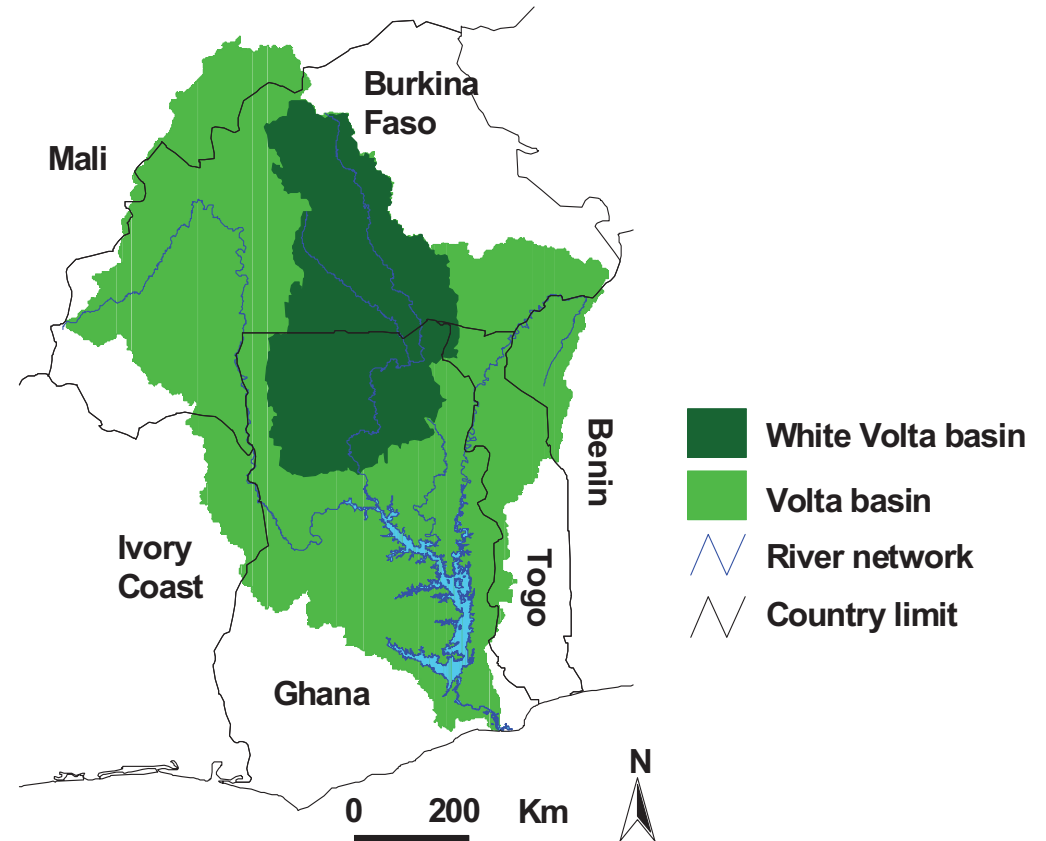 Burkina
Faso
Mali
Benin
White Volta basin
Volta basin
Ivory
Coast
Togo
River network
Country limit
Ghana
N
0 200 Km